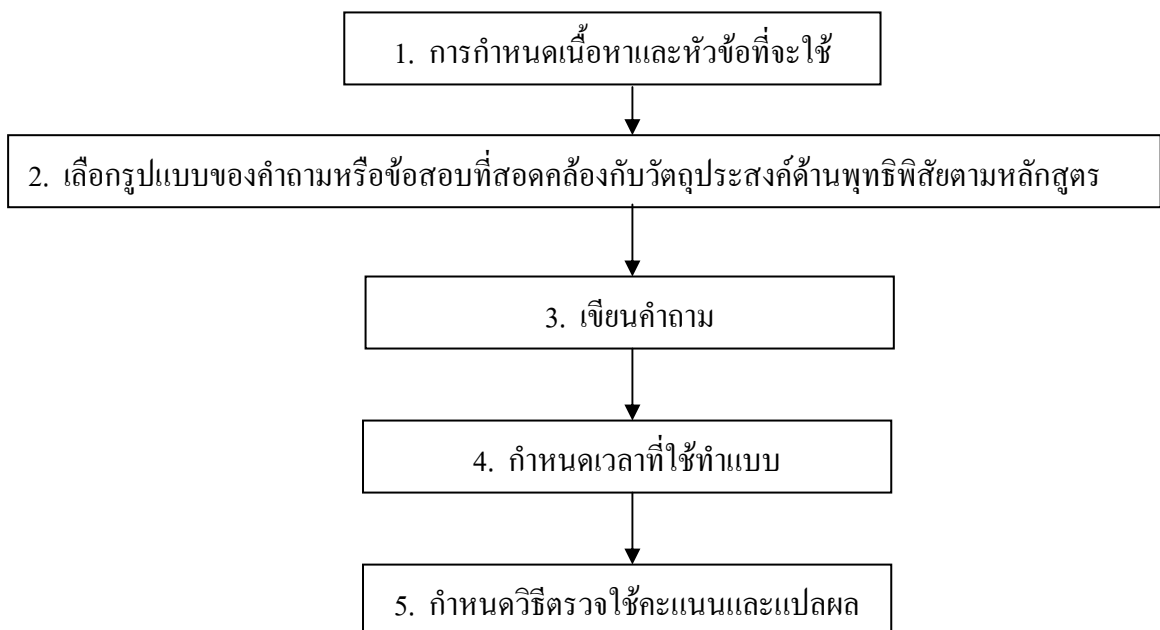 1. การกำหนดเนื้อหาและหัวข้อที่จะใช้
2. เลือกรูปแบบของคำถามหรือข้อสอบที่สอดคล้องกับวัตถุประสงค์ด้านพุทธิพิสัยตามหลักสูตร
3. เขียนคำถาม
4. กำหนดเวลาที่ใช้ทำแบบ
5. กำหนดวิธีตรวจใช้คะแนนและแปลผล